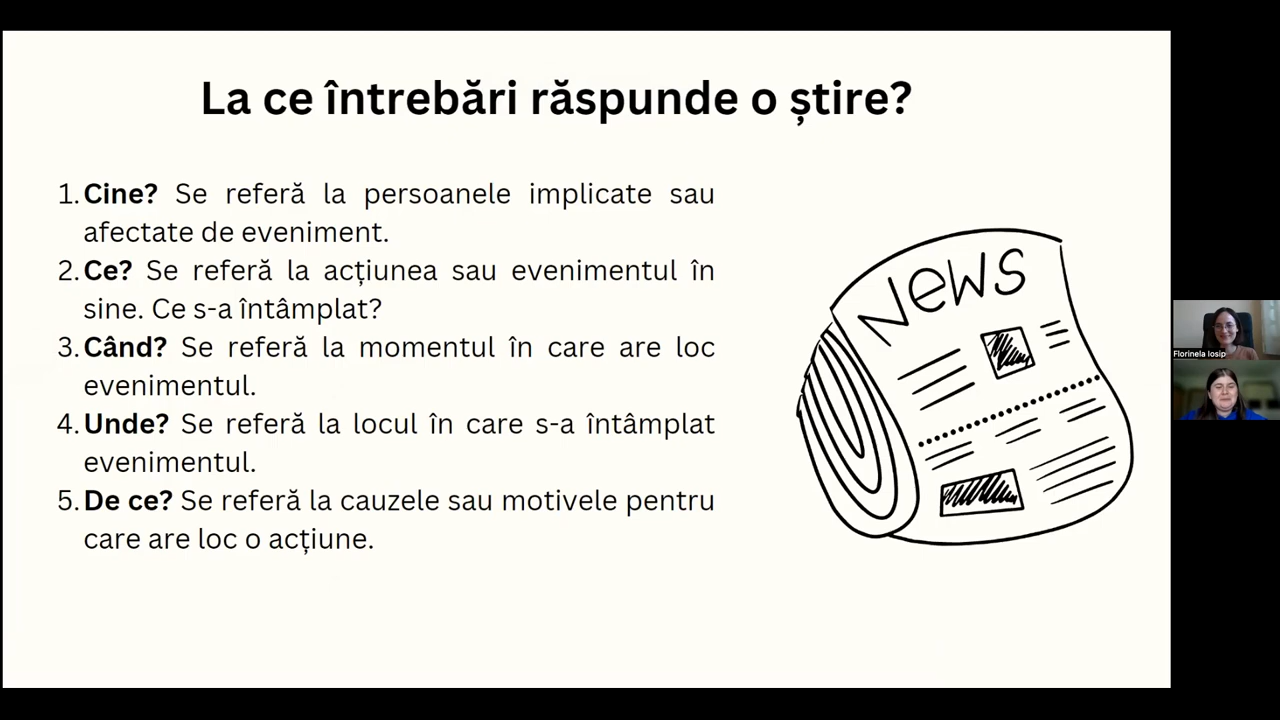 La ce întrebări răspunde o știre?
1. Cine? Se referă la persoanele implicate sau
afectate de eveniment.
2. Ce? Se referă la acțiunea sau evenimentul în
sine. Ce s-a întâmplat?
3. Când? Se referă la momentul în care are loc
evenimentul.
4. Unde? Se referă la locul în care s-a întâmplat
evenimentul.
5. De ce? Se referă la cauzele sau motivele pentru
care are loc o acțiune.
News
Florinela Iosip